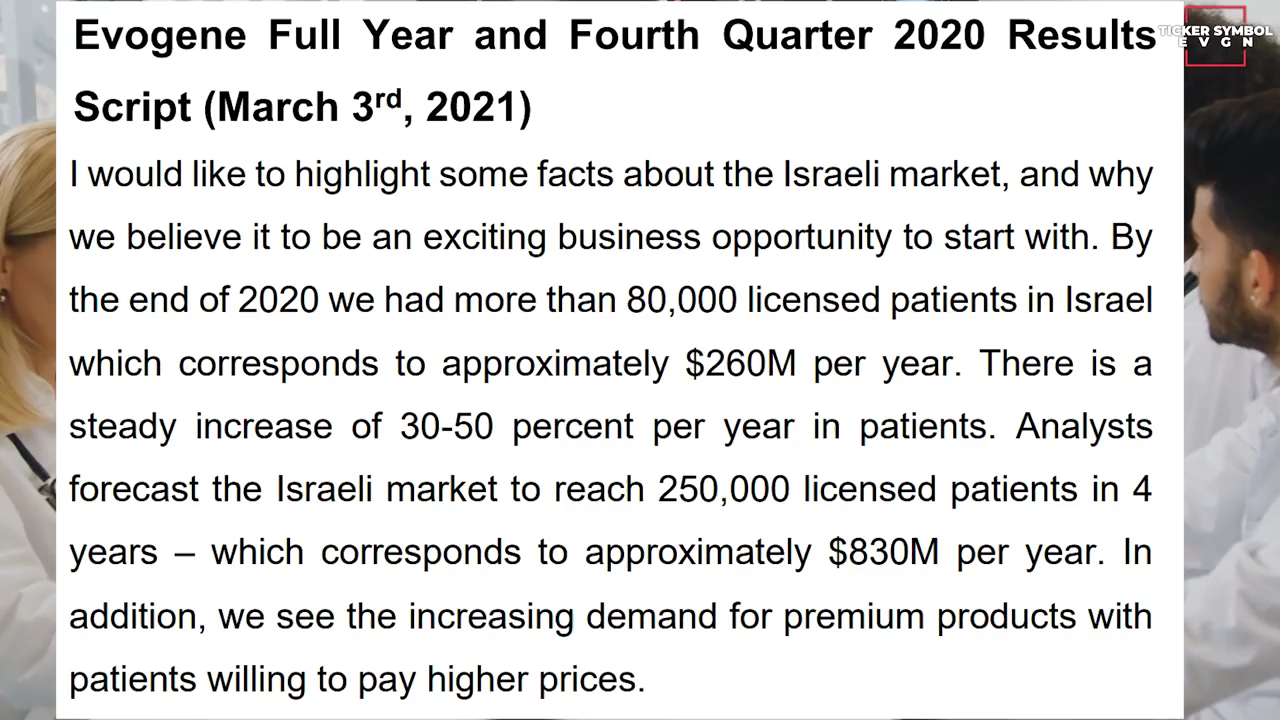 Evogene Full Year and Fourth Quarter 2020 Results
Script (March 3rd, 2021)
TICKER SYMBOL
EVGN
I would like to highlight some facts about the Israeli market, and why
we believe it to be an exciting business opportunity to start with. By
the end of 2020 we had more than 80,000 licensed patients in Israel
which corresponds to approximately $260M per year. There is a
steady increase of 30-50 percent per year in patients. Analysts
forecast the Israeli market to reach 250,000 licensed patients in 4
years – which corresponds to approximately $830M per year. In
addition, we see the increasing demand for premium products with
patients willing to pay higher prices.